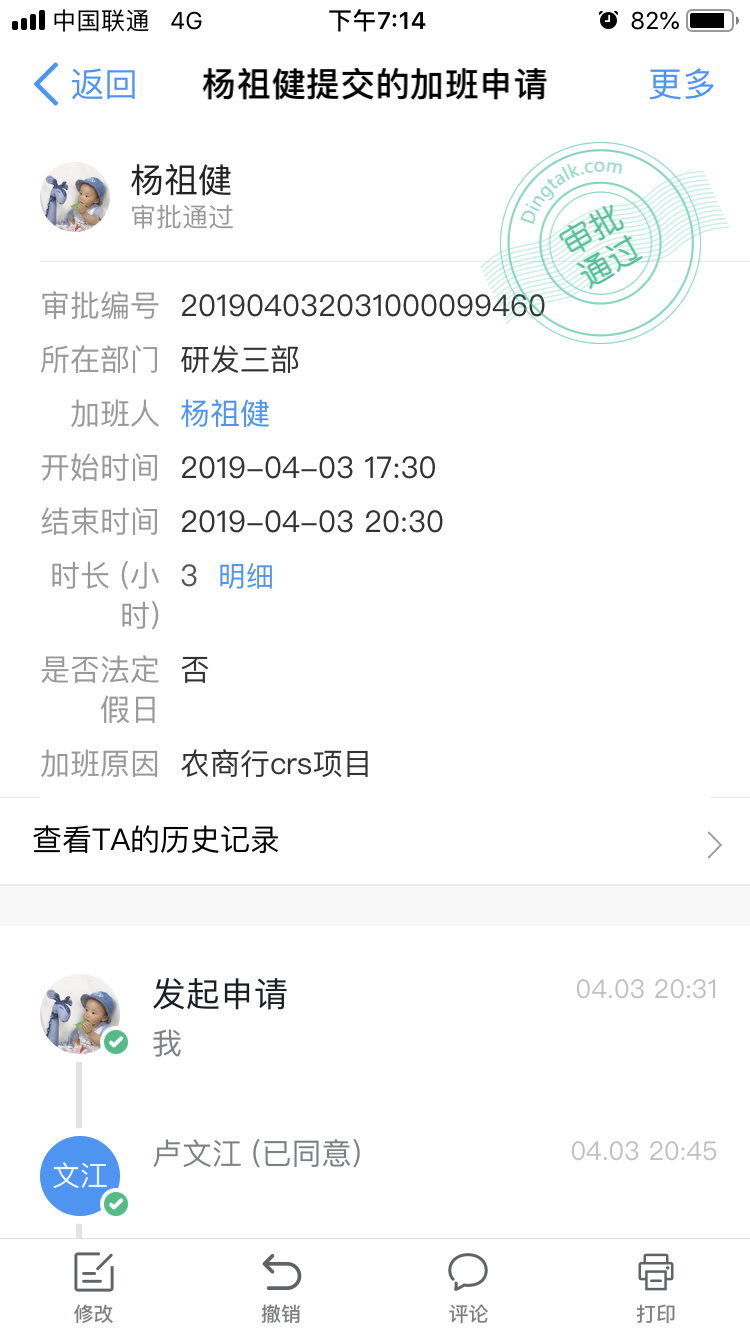 中国联通 4G 下午7:14 82%
返回 杨祖健提交的加班申请 更多
杨祖健
审批通过
Dingtalk.com
审批
通过
审批编号 201904032031000099460
所在部门 研发三部
加班人 杨祖健
开始时间 2019-04-03 17:30
结束时间 2019-04-03 20:30
时长 (小 3 明细
时)
是否法定 否
假日
加班原因 农商行crs项目
查看TA的历史记录
发起申请 04.03 20:31
我
文江 卢文江 (已同意) 04.03 20:45
修改 撤销 评论 打印